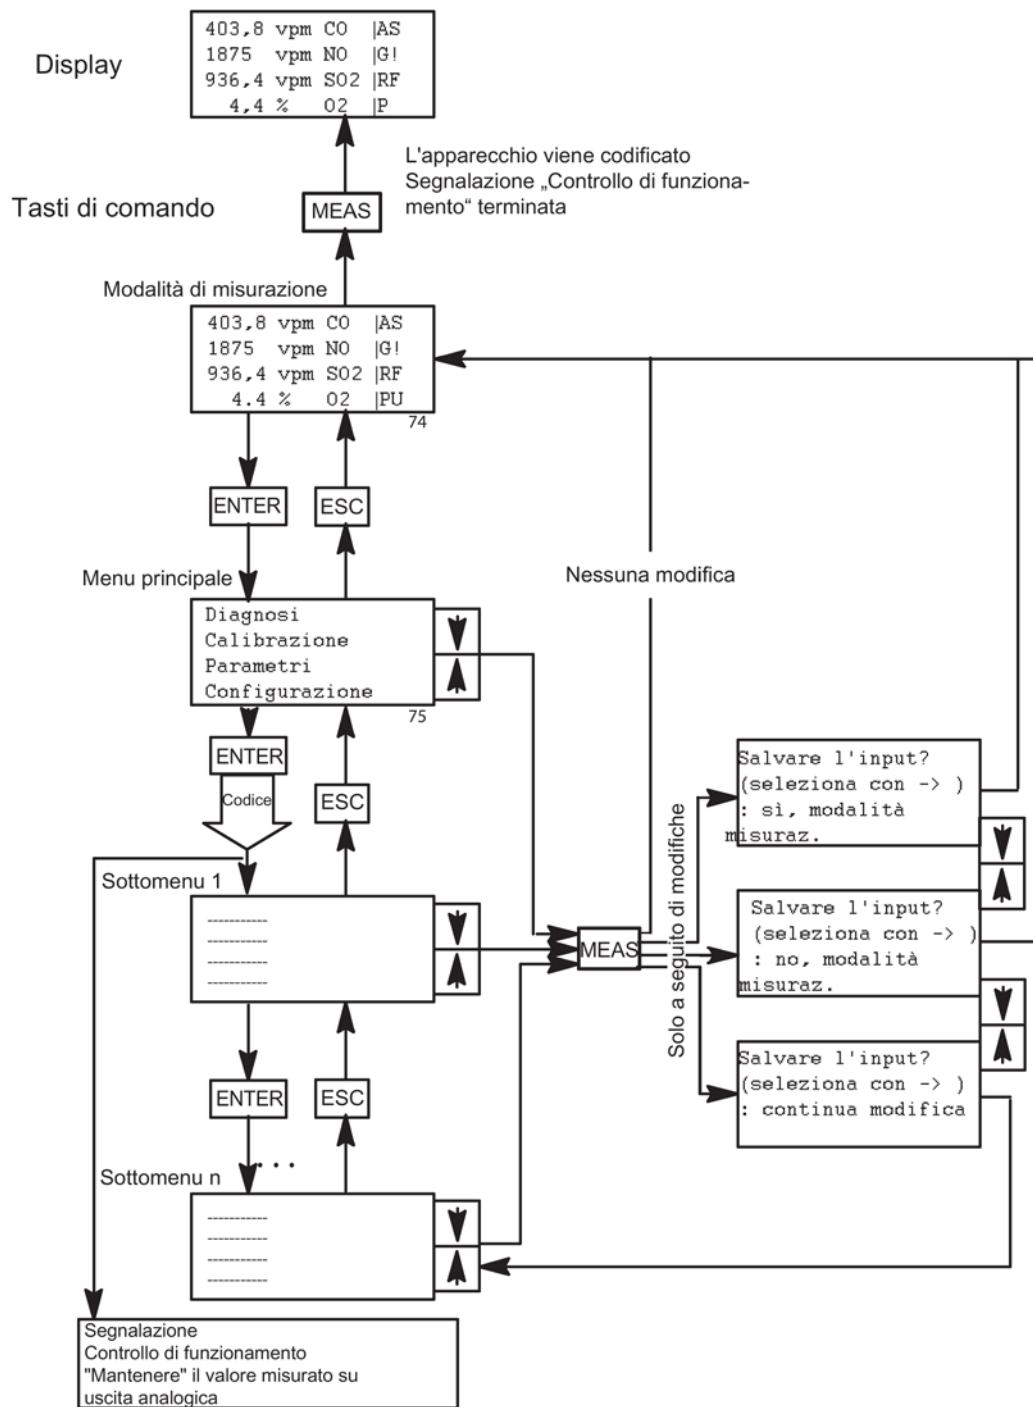 403,8 vpm CO |AS
1875 vpm NO |G!
936,4 vpm SO2 |RF
4,4 % O2 |P
Display
L'apparecchio viene codificato
Segnalazione „Controllo di funziona-
mento“ terminata
Tasti di comando
MEAS
Modalità di misurazione
403,8 vpm CO |AS
1875 vpm NO |G!
936,4 vpm SO2 |RF
4.4 % O2 |PU
74
ENTER
ESC
Nessuna modifica
Menu principale
Diagnosi
Calibrazione
Parametri
Configurazione
75
ENTER
Codice
ESC
Sottomenu 1
-----------
-----------
-----------
-----------
MEAS
Solo a seguito di modifiche
Salvare l'input?
(seleziona con -> )
: sì, modalità
misuraz.
Salvare l'input?
(seleziona con -> )
: no, modalità
misuraz.
Salvare l'input?
(seleziona con -> )
: continua modifica
ENTER
ESC
...
Sottomenu n
-----------
-----------
-----------
-----------
Segnalazione
Controllo di funzionamento
"Mantenere" il valore misurato su
uscita analogica